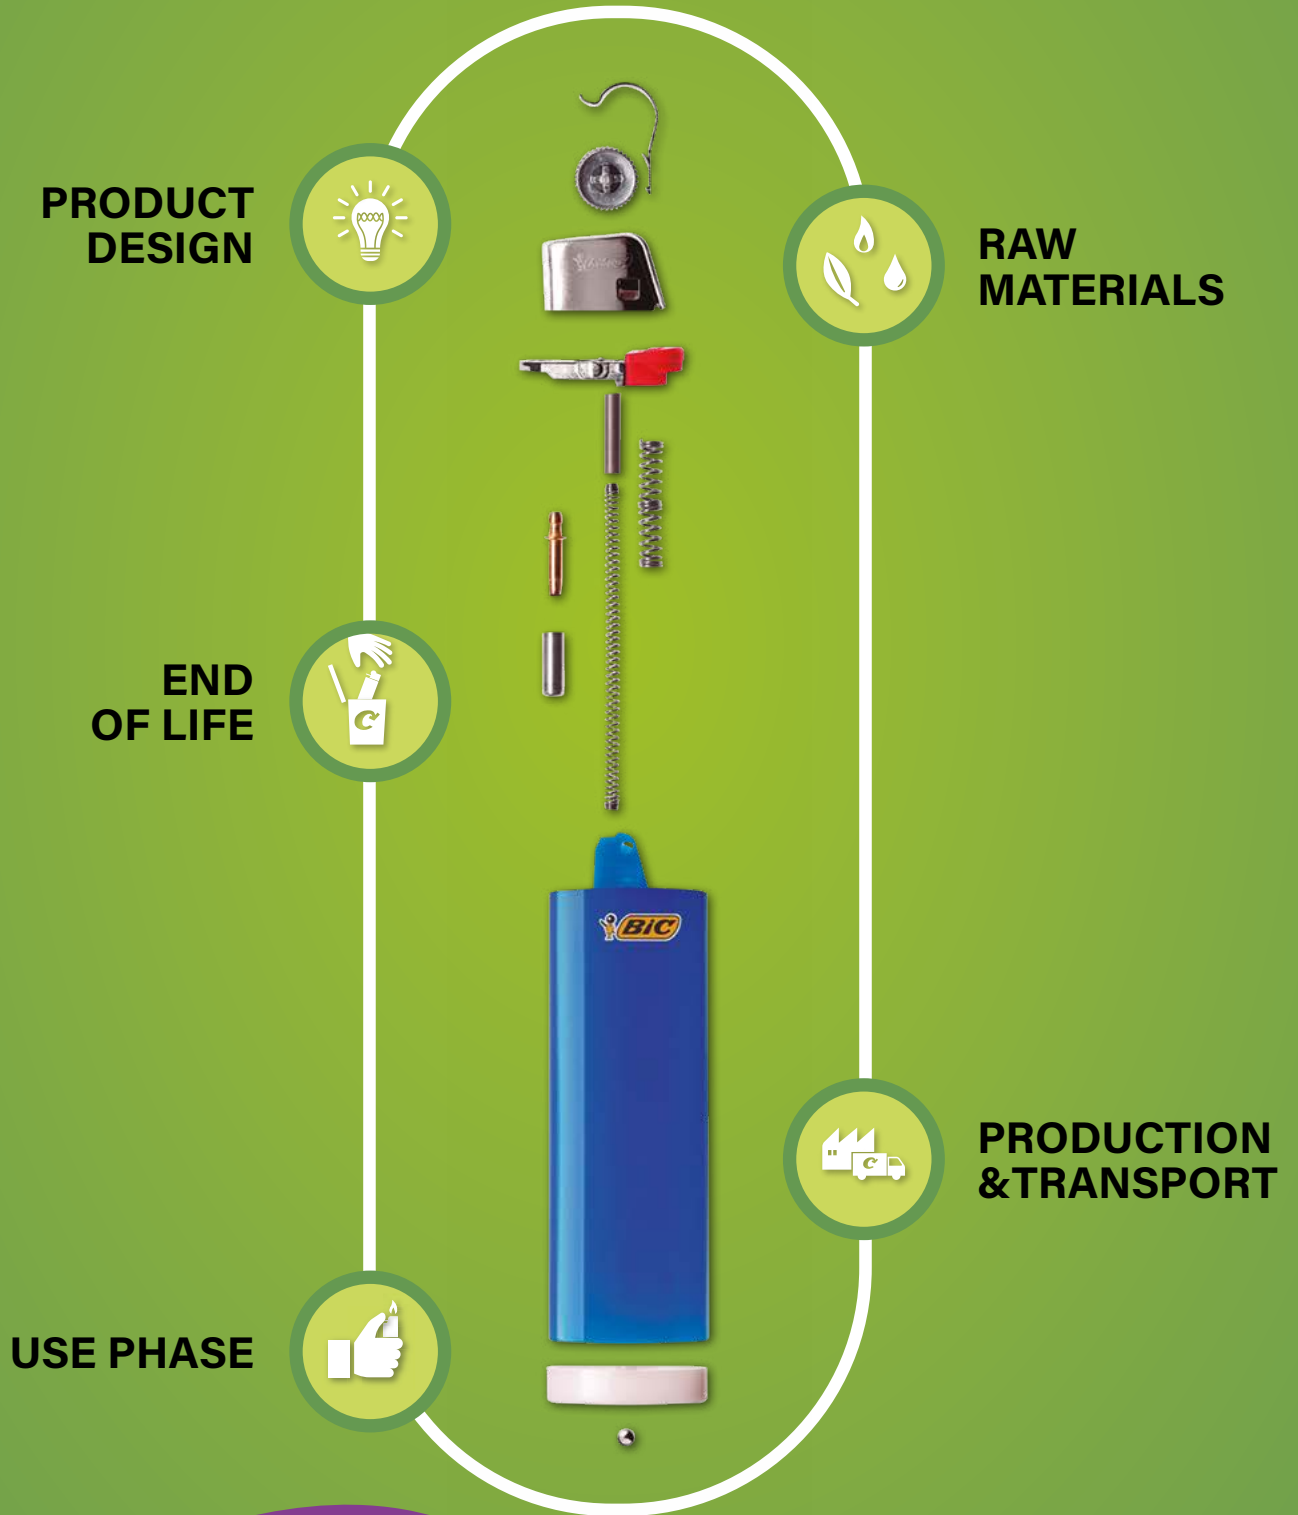 PRODUCT
DESIGN
RAW
MATERIALS
END
OF LIFE
BIC
PRODUCTION
&TRANSPORT
USE PHASE